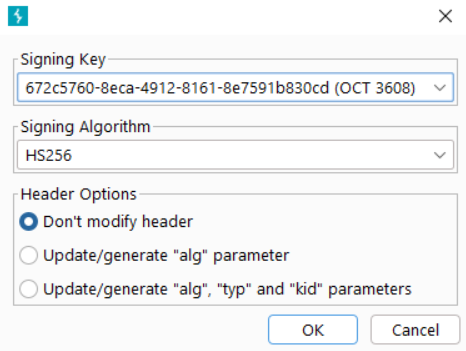 Signing Key
672c5760-8eca-4912-8161-8e7591b830cd (OCT 3608)
Signing Algorithm
HS256
Header Options
Don't modify header
Update/generate "alg" parameter
Update/generate "alg", "typ" and "kid" parameters
OK
Cancel